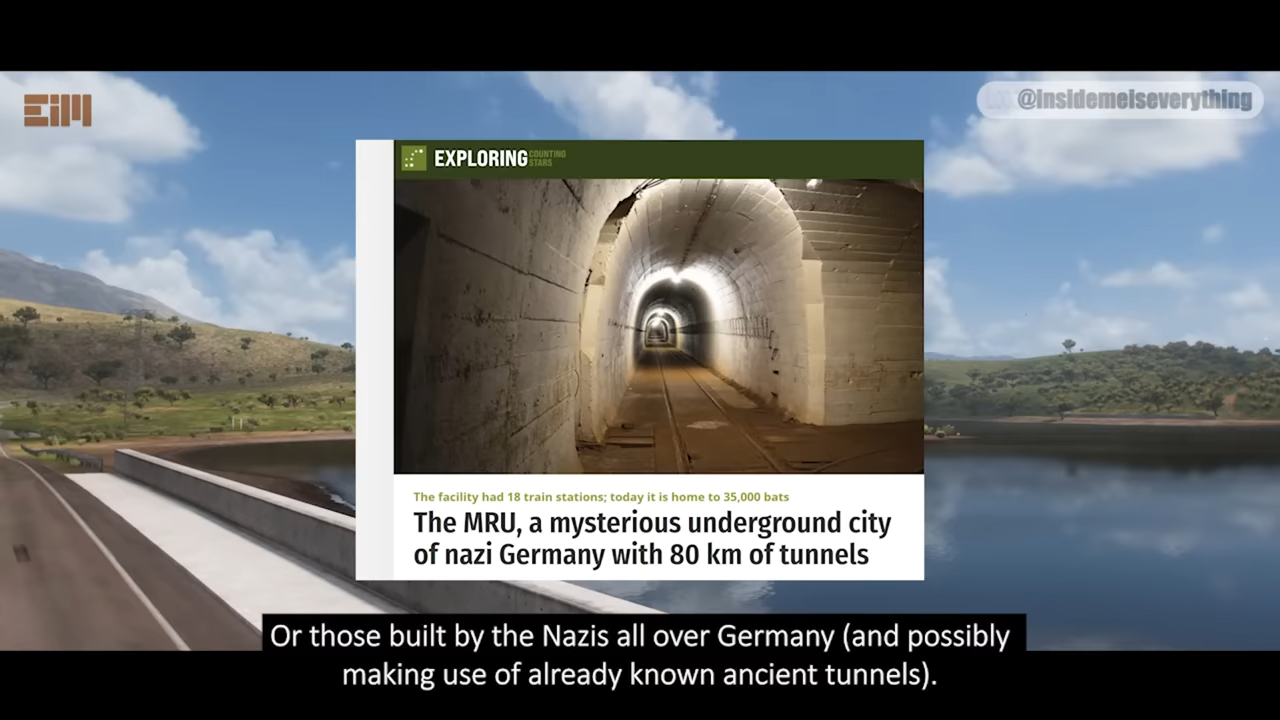 EIM
@insidemeiseverything
EXPLORING COUNTING
STARS
The facility had 18 train stations; today it is home to 35,000 bats
The MRU, a mysterious underground city
of nazi Germany with 80 km of tunnels
Or those built by the Nazis all over Germany (and possibly
making use of already known ancient tunnels).